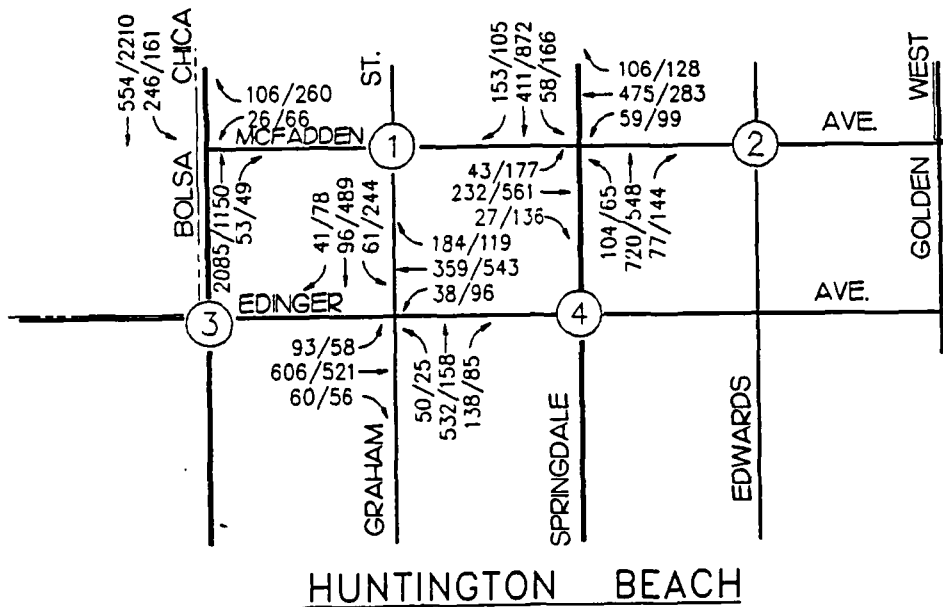 554/2210
246/161
CHICA
BOLSA
106/260
26/66
MCFADDEN
ST.
153/105
411/872
58/166
106/128
475/283
59/99
AVE.
WEST
GOLDEN
1
2
2085/1150
53/49
43/177
232/561
27/136
104/65
720/548
77/144
41/78
96/489
61/244
184/119
359/543
38/96
EDINGER
AVE.
3
4
93/58
606/521
60/56
50/25
532/158
138/85
GRAHAM
SPRINGDALE
EDWARDS
HUNTINGTON BEACH